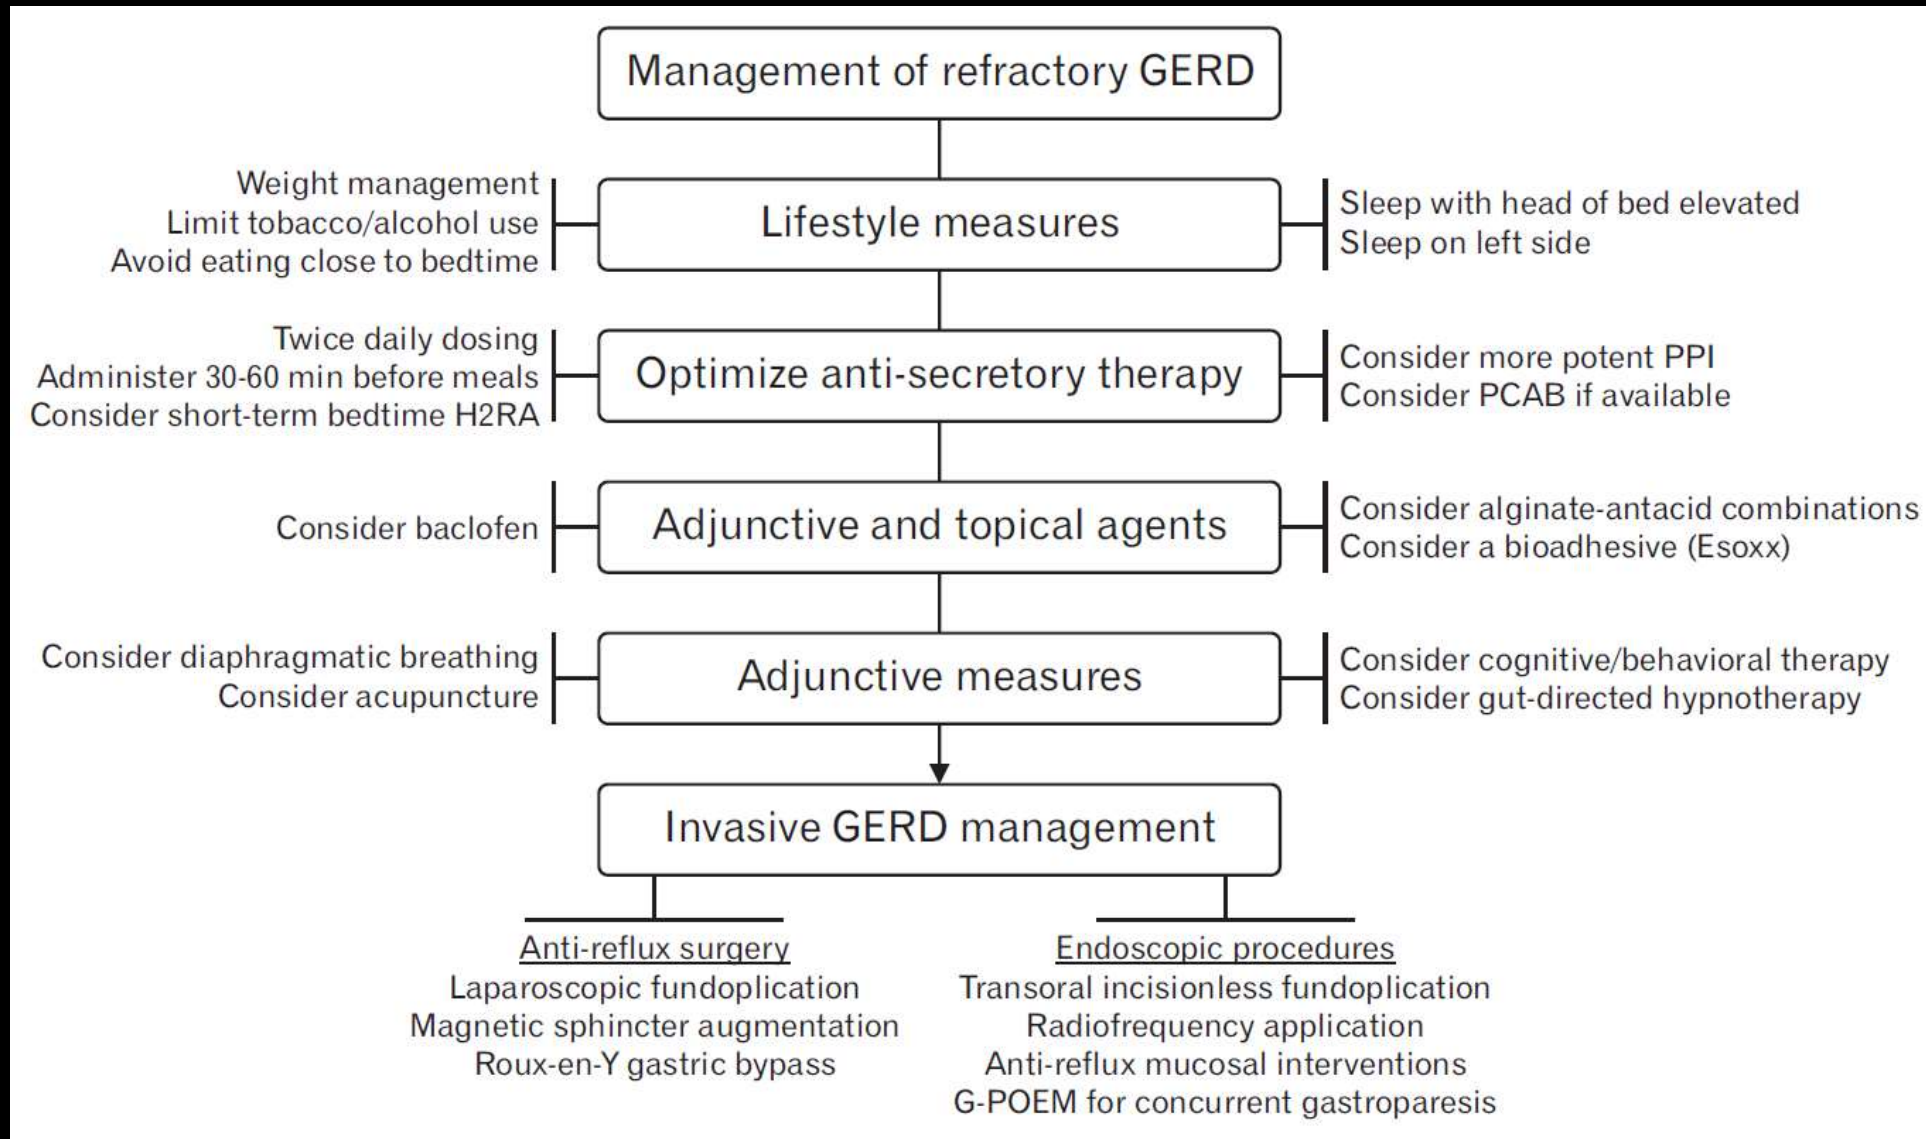 Management of refractory GERD
Weight management
Limit tobacco/alcohol use
Avoid eating close to bedtime
Lifestyle measures
Sleep with head of bed elevated
Sleep on left side
Twice daily dosing
Administer 30-60 min before meals
Consider short-term bedtime H2RA
Optimize anti-secretory therapy
Consider more potent PPI
Consider PCAB if available
Consider baclofen
Adjunctive and topical agents
Consider alginate-antacid combinations
Consider a bioadhesive (Esoxx)
Consider diaphragmatic breathing
Consider acupuncture
Adjunctive measures
Consider cognitive/behavioral therapy
Consider gut-directed hypnotherapy
Invasive GERD management
Anti-reflux surgery
Laparoscopic fundoplication
Magnetic sphincter augmentation
Roux-en-Y gastric bypass
Endoscopic procedures
Transoral incisionless fundoplication
Radiofrequency application
Anti-reflux mucosal interventions
G-POEM for concurrent gastroparesis